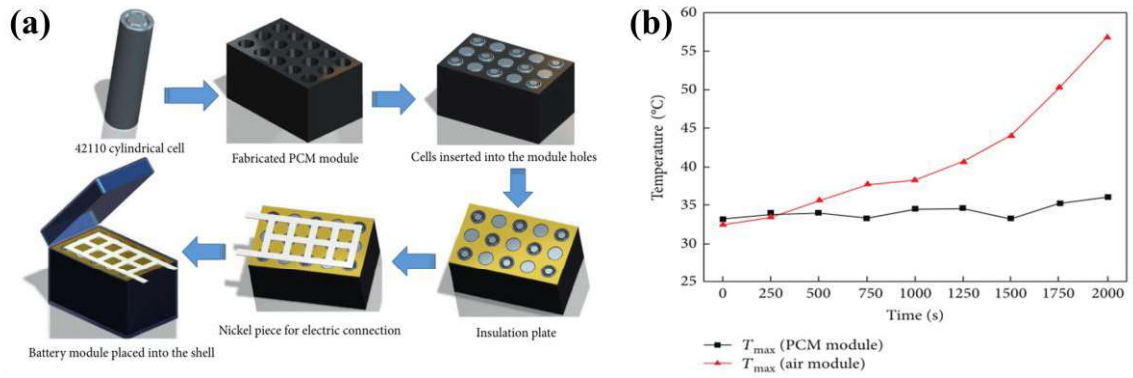 (a)
42110 cylindrical cell
Fabricated PCM module
Cells inserted into the module holes
Battery module placed into the shell
Nickel piece for electric connection
Insulation plate
(b)
Temperature (°C)
60
55
50
45
40
35
30
25
0 250 500 750 1000 1250 1500 1750 2000
Time (s)
Tmax (PCM module)
Tmax (air module)